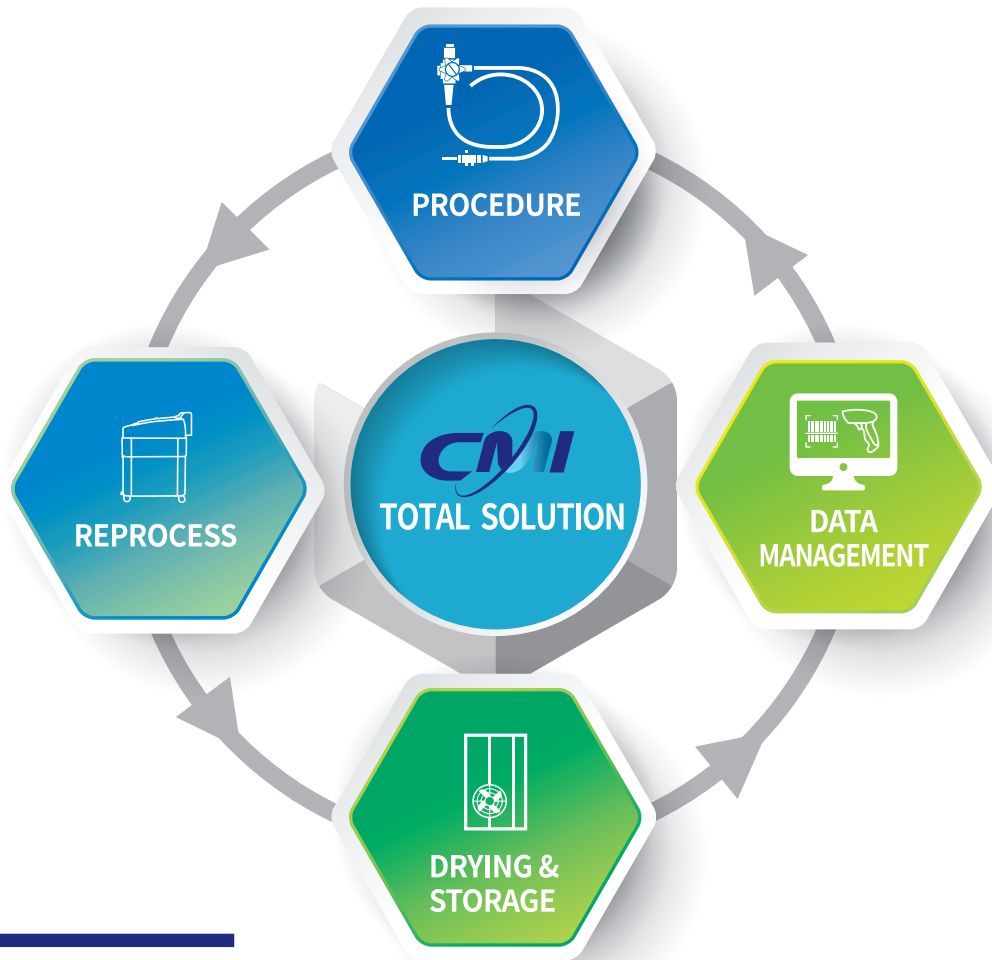 PROCEDURE
REPROCESS
CMI
TOTAL SOLUTION
DATA
MANAGEMENT
DRYING &
STORAGE